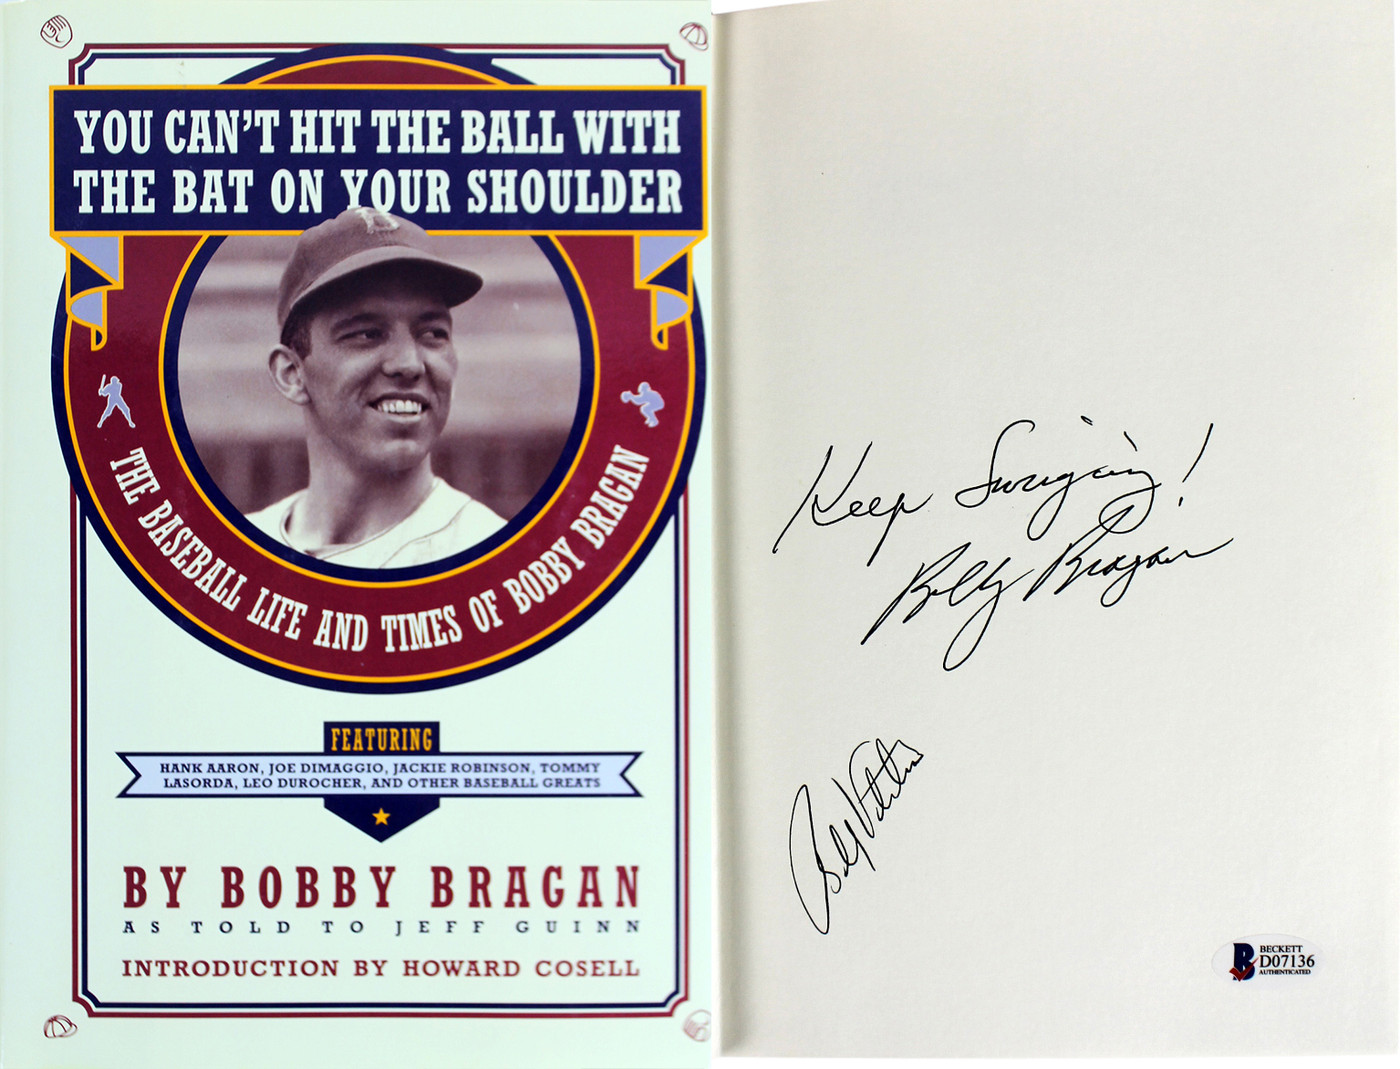 YOU CAN'T HIT THE BALL WITH
THE BAT ON YOUR SHOULDER
B
THE BASEBALL LIFE AND TIMES OF BOBBY BRAGAN
FEATURING
HANK AARON, JOE DIMAGGIO, JACKIE ROBINSON, TOMMY
LASORDA, LEO DUROCHER, AND OTHER BASEBALL GREATS
BY BOBBY BRAGAN
AS TOLD TO JEFF GUINN
INTRODUCTION BY HOWARD COSELL
Keep Swinging!
Bobby Bragan
B
BECKETT
D07136
AUTHENTICATED